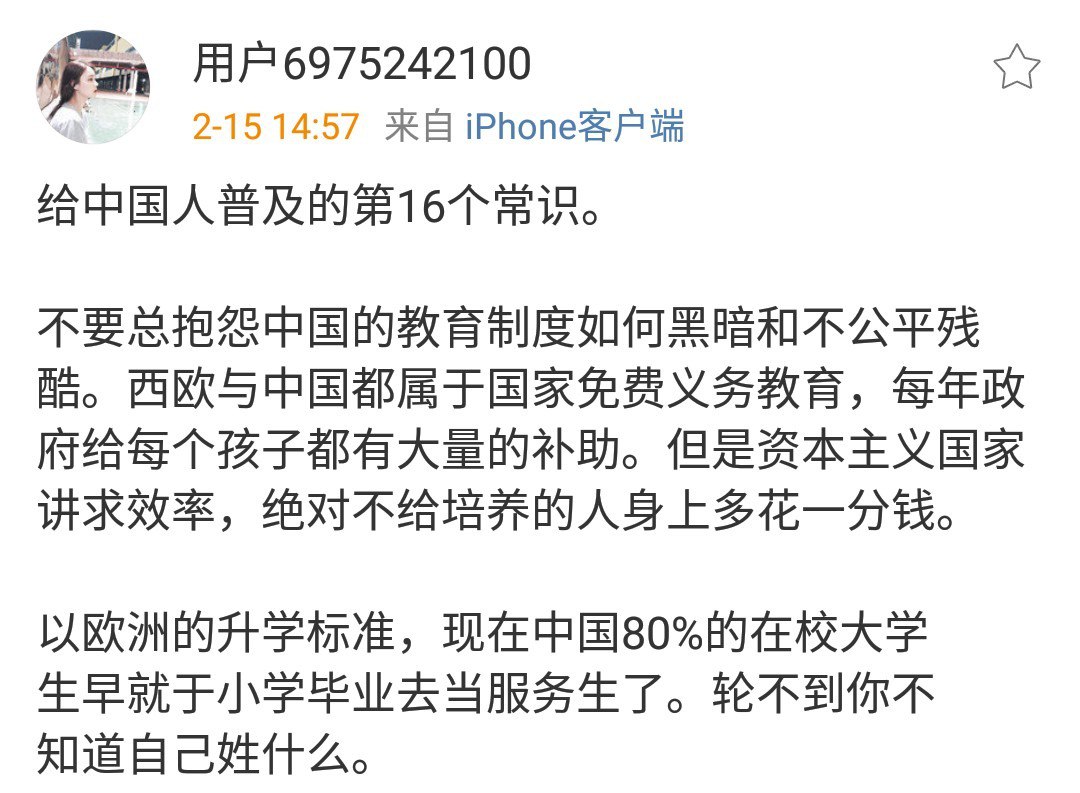 用户6975242100
2-15 14:57 来自 iPhone客户端
给中国人普及的第16个常识。
不要总抱怨中国的教育制度如何黑暗和不公平残
酷。西欧与中国都属于国家免费义务教育，每年政
府给每个孩子都有大量的补助。但是资本主义国家
讲求效率，绝对不给培养的人身上多花一分钱。
以欧洲的升学标准，现在中国80%的在校大学
生早就于小学毕业去当服务生了。轮不到你不
知道自己姓什么。